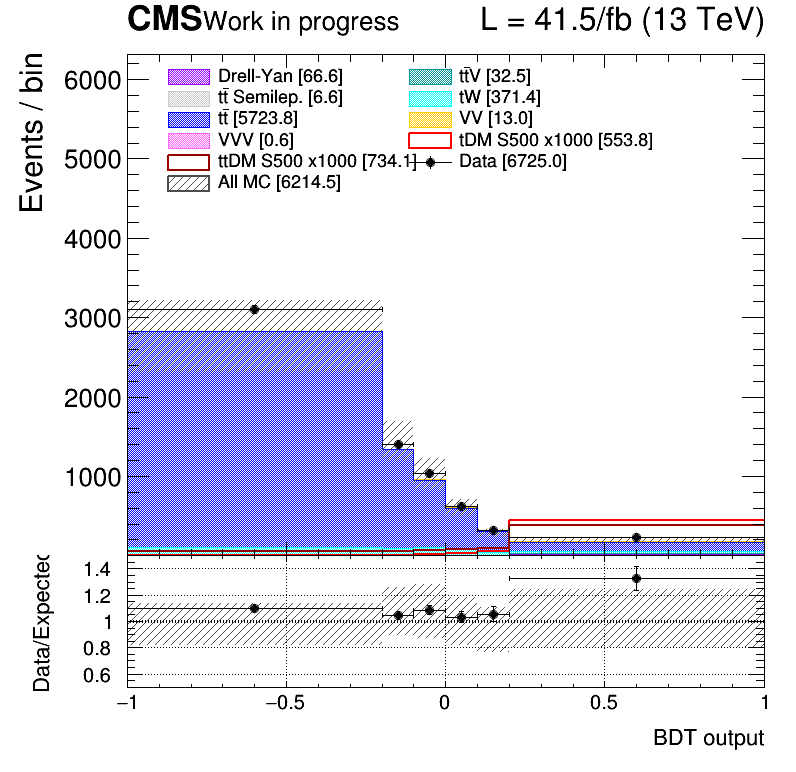 CMS Work in progress L = 41.5/fb (13 TeV)
Events / bin
6000
5000
4000
3000
2000
1000
Drell-Yan [66.6] tt̄V [32.5]
tt̄ Semilep. [6.6] tW [371.4]
tt̄ [5723.8] VV [13.0]
VVV [0.6] tDM S500 x1000 [553.8]
ttDM S500 x1000 [734.1] Data [6725.0]
All MC [6214.5]
Data/Expected
1.4
1.2
1
0.8
0.6
−1 −0.5 0 0.5 1
BDT output